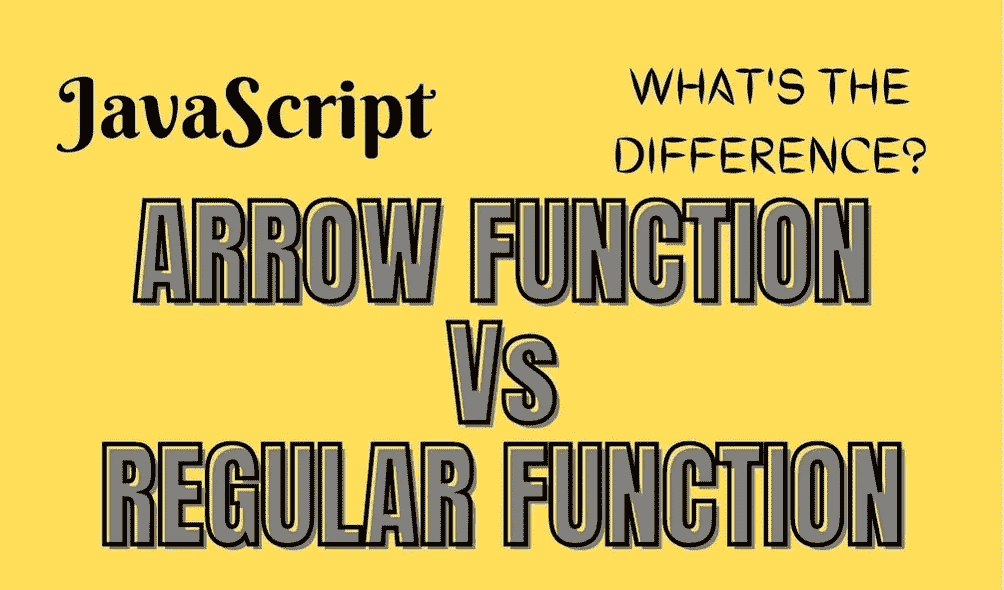 JavaScript
WHAT'S THE
DIFFERENCE?
ARROW FUNCTION
Vs
REGULAR FUNCTION